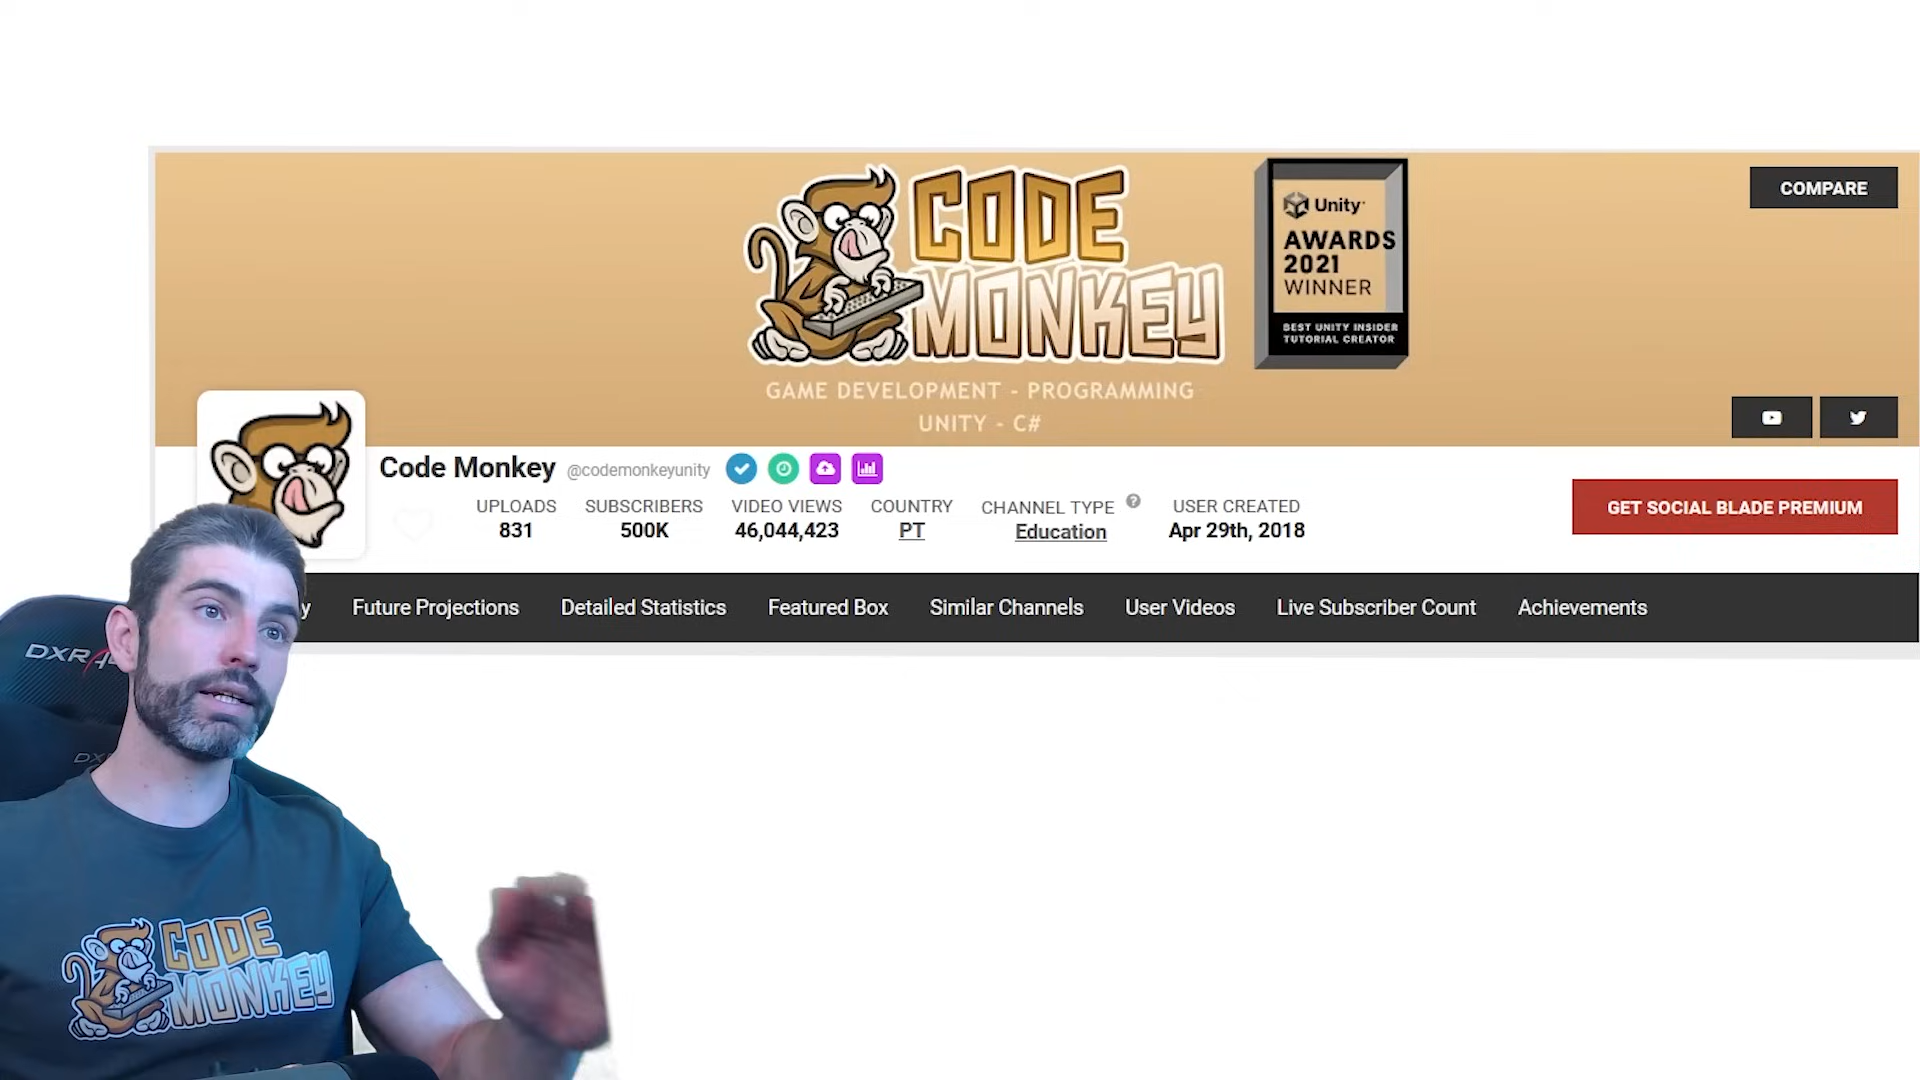 CODE
MONKEY
GAME DEVELOPMENT - PROGRAMMING
UNITY - C#
Unity
AWARDS
2021
WINNER
BEST UNITY INSIDER
TUTORIAL CREATOR
COMPARE
Code Monkey @codemonkeyunity
UPLOADS SUBSCRIBERS VIDEO VIEWS COUNTRY CHANNEL TYPE ? USER CREATED
831 500K 46,044,423 PT Education Apr 29th, 2018
GET SOCIAL BLADE PREMIUM
y Future Projections Detailed Statistics Featured Box Similar Channels User Videos Live Subscriber Count Achievements
DXR
DX
CODE
MONKEY